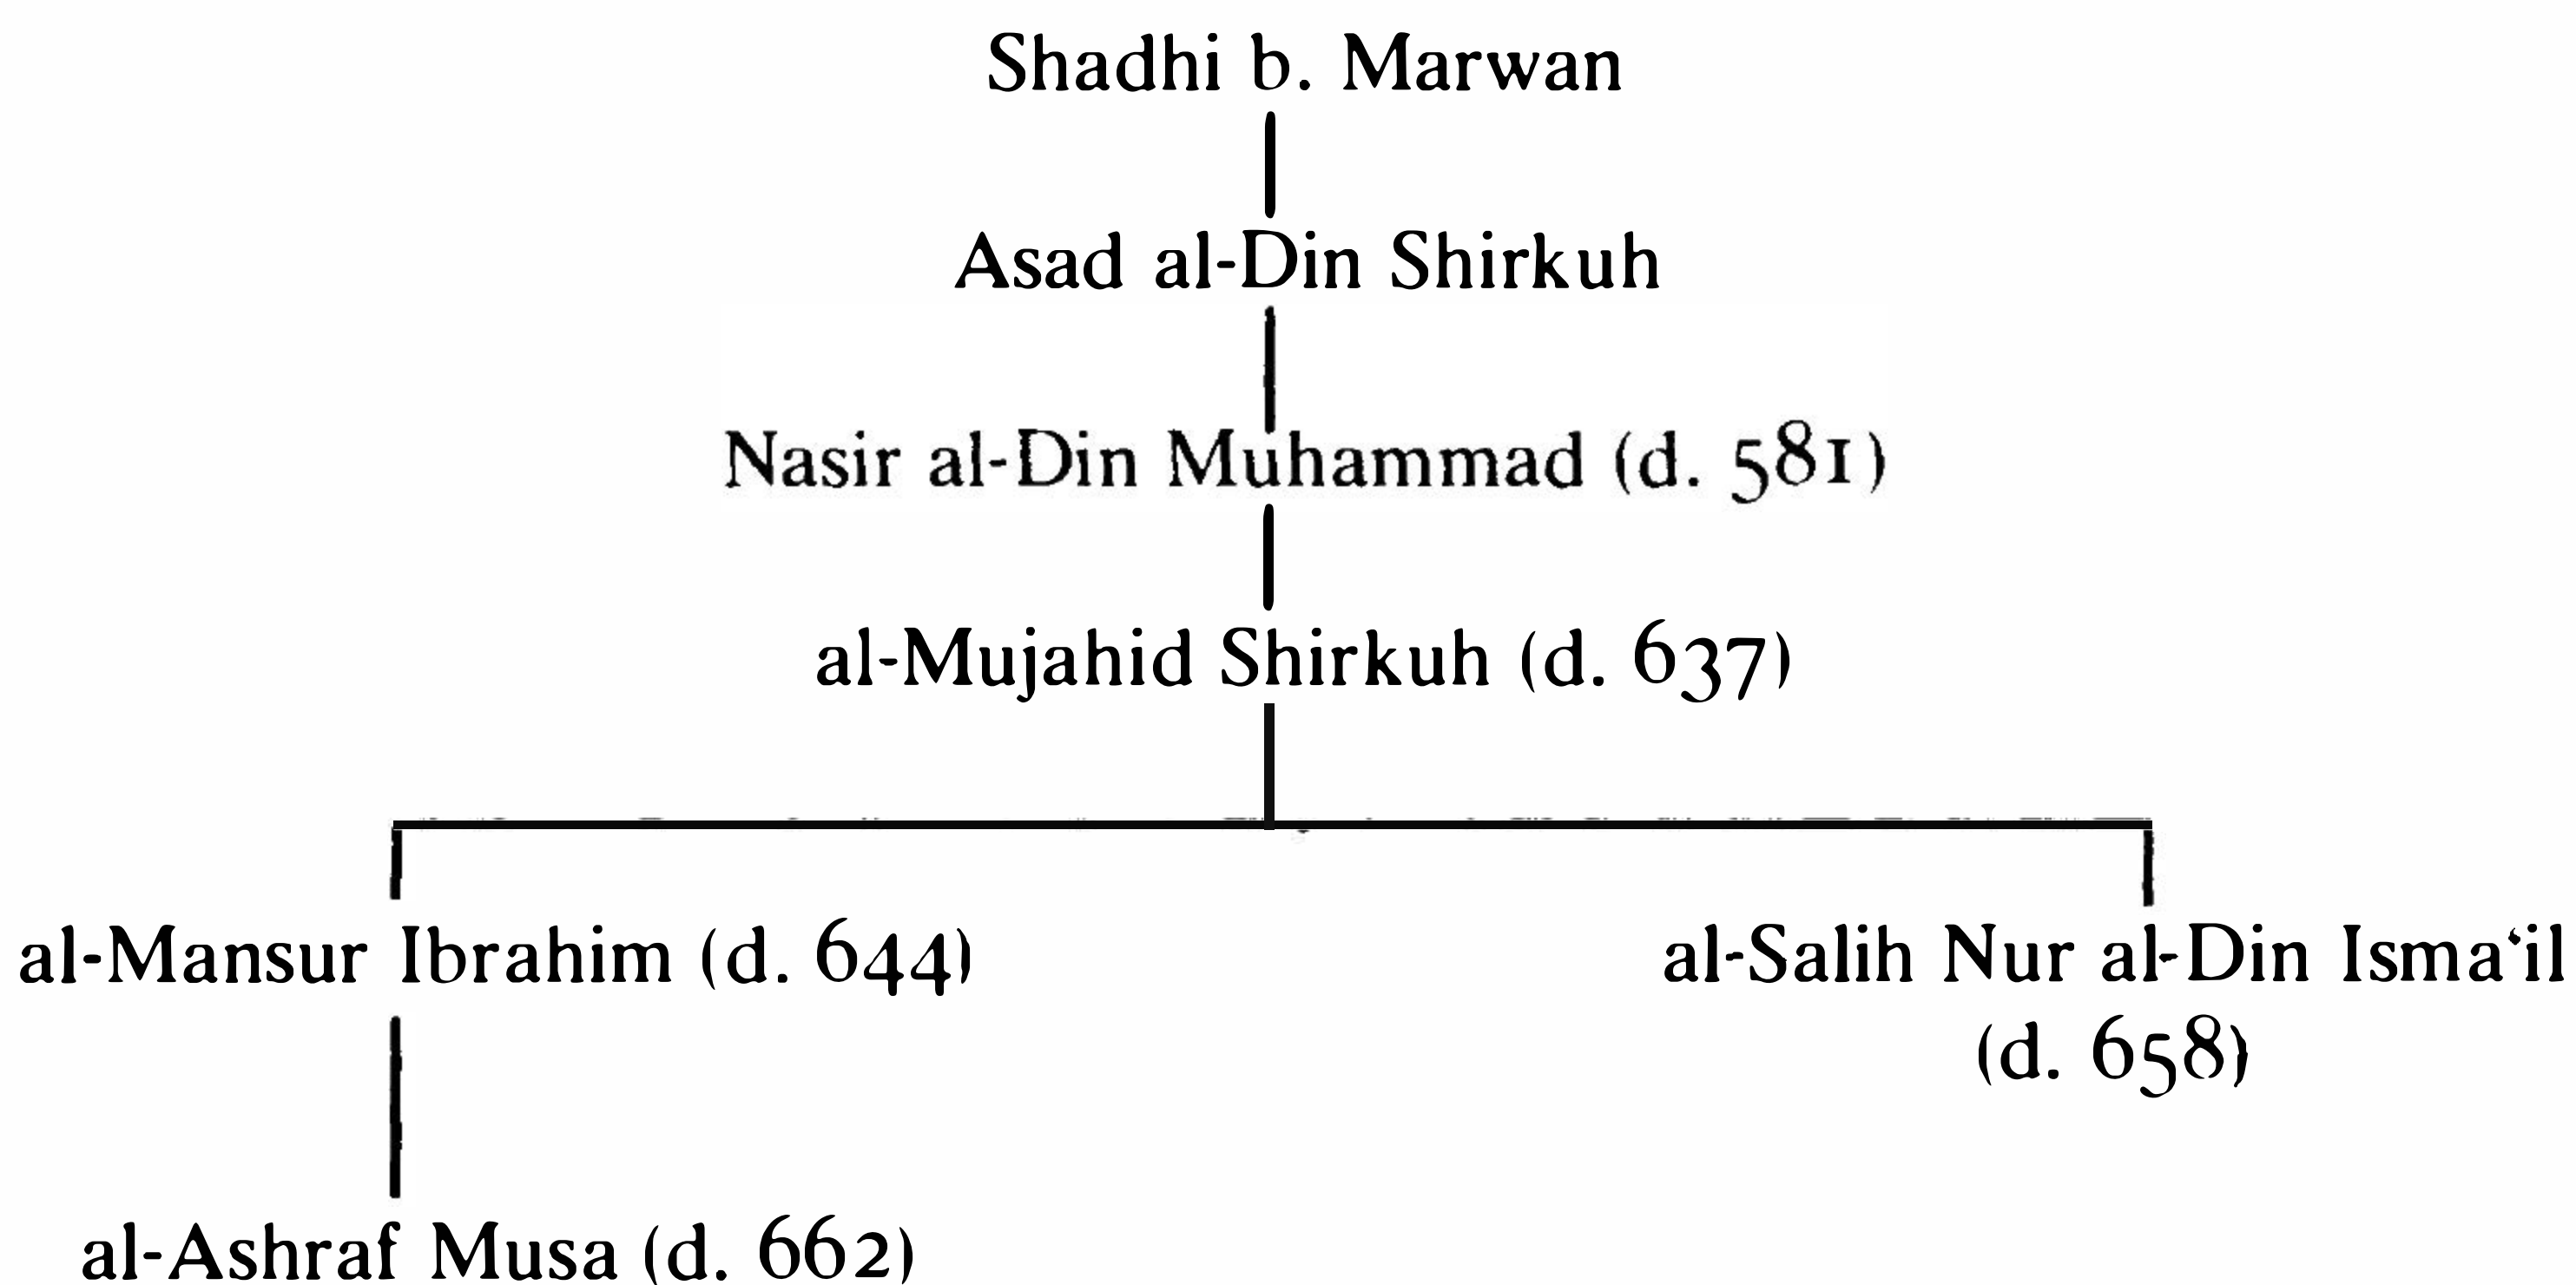 Shadhi b. Marwan
Asad al-Din Shirkuh
Nasir al-Din Muhammad (d. 581)
al-Mujahid Shirkuh (d. 637)
al-Mansur Ibrahim (d. 644)
al-Salih Nur al-Din Isma‘il
(d. 658)
al-Ashraf Musa (d. 662)